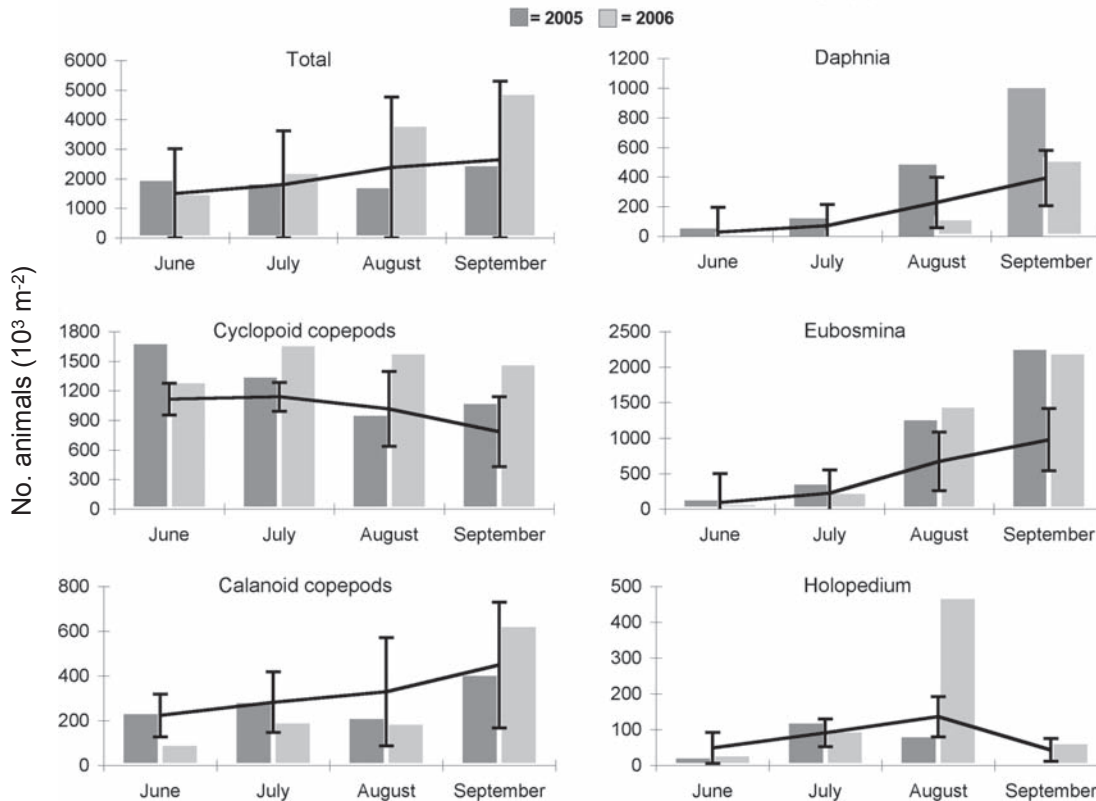 = 2005 = 2006
No. animals (10³ m⁻²)
Total
6000
5000
4000
3000
2000
1000
0
June July August September
Daphnia
1200
1000
800
600
400
200
0
June July August September
Cyclopoid copepods
1800
1500
1200
900
600
300
0
June July August September
Eubosmina
2500
2000
1500
1000
500
0
June July August September
Calanoid copepods
800
600
400
200
0
June July August September
Holopedium
500
400
300
200
100
0
June July August September